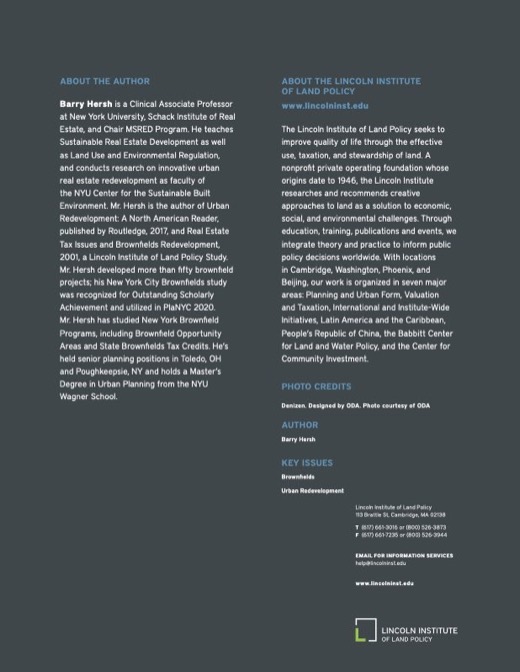 ABOUT THE AUTHOR
Barry Hersh is a Clinical Associate Professor
at New York University, Schack Institute of Real
Estate, and Chair MSRED Program. He teaches
Sustainable Real Estate Development as well
as Land Use and Environmental Regulation,
and conducts research on innovative urban
real estate redevelopment as faculty of
the NYU Center for the Sustainable Built
Environment. Mr. Hersh is the author of Urban
Redevelopment: A North American Reader,
published by Routledge, 2017, and Real Estate
Tax Issues and Brownfields Redevelopment,
2001, a Lincoln Institute of Land Policy Study.
Mr. Hersh developed more than fifty brownfield
projects; his New York City Brownfields study
was recognized for Outstanding Scholarly
Achievement and utilized in PlaNYC 2020.
Mr. Hersh has studied New York Brownfield
Programs, including Brownfield Opportunity
Areas and State Brownfields Tax Credits. He's
held senior planning positions in Toledo, OH
and Poughkeepsie, NY and holds a Master's
Degree in Urban Planning from the NYU
Wagner School.
ABOUT THE LINCOLN INSTITUTE
OF LAND POLICY
www.lincolninst.edu
The Lincoln Institute of Land Policy seeks to
improve quality of life through the effective
use, taxation, and stewardship of land. A
nonprofit private operating foundation whose
origins date to 1946, the Lincoln Institute
researches and recommends creative
approaches to land as a solution to economic,
social, and environmental challenges. Through
education, training, publications and events, we
integrate theory and practice to inform public
policy decisions worldwide. With locations
in Cambridge, Washington, Phoenix, and
Beijing, our work is organized in seven major
areas: Planning and Urban Form, Valuation
and Taxation, International and Institute-Wide
Initiatives, Latin America and the Caribbean,
People's Republic of China, the Babbitt Center
for Land and Water Policy, and the Center for
Community Investment.
PHOTO CREDITS
Denizen. Designed by ODA. Photo courtesy of ODA
AUTHOR
Barry Hersh
KEY ISSUES
Brownfields
Urban Redevelopment
Lincoln Institute of Land Policy
113 Brattle St, Cambridge, MA 02138
T (617) 661-3016 or (800) 526-3873
F (617) 661-7235 or (800) 526-3944
EMAIL FOR INFORMATION SERVICES
help@lincolninst.edu
www.lincolninst.edu
LINCOLN INSTITUTE
OF LAND POLICY